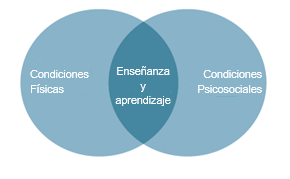 Condiciones
Físicas
Enseñanza
y
aprendizaje
Condiciones
Psicosociales